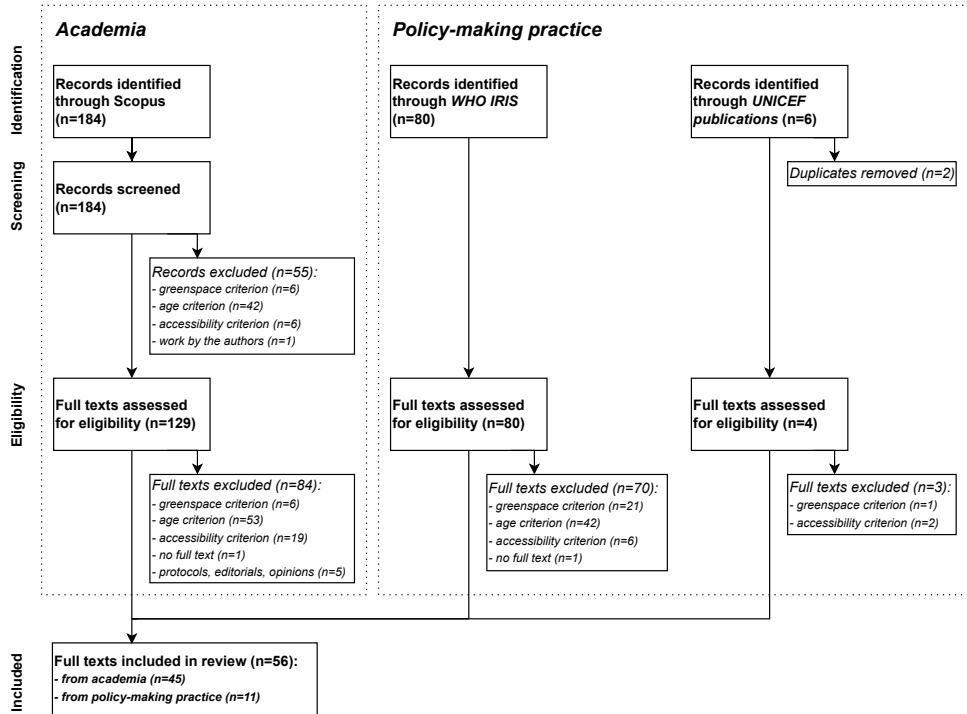 Academia
Policy-making practice
Identification
Records identified
through Scopus
(n=184)
Records identified
through WHO IRIS
(n=80)
Records identified
through UNICEF
publications (n=6)
Screening
Records screened
(n=184)
Duplicates removed (n=2)
Records excluded (n=55):
- greenspace criterion (n=6)
- age criterion (n=42)
- accessibility criterion (n=6)
- work by the authors (n=1)
Eligibility
Full texts assessed
for eligibility (n=129)
Full texts assessed
for eligibility (n=80)
Full texts assessed
for eligibility (n=4)
Full texts excluded (n=84):
- greenspace criterion (n=6)
- age criterion (n=53)
- accessibility criterion (n=19)
- no full text (n=1)
- protocols, editorials, opinions (n=5)
Full texts excluded (n=70):
- greenspace criterion (n=21)
- age criterion (n=42)
- accessibility criterion (n=6)
- no full text (n=1)
Full texts excluded (n=3):
- greenspace criterion (n=1)
- accessibility criterion (n=2)
Included
Full texts included in review (n=56):
- from academia (n=45)
- from policy-making practice (n=11)